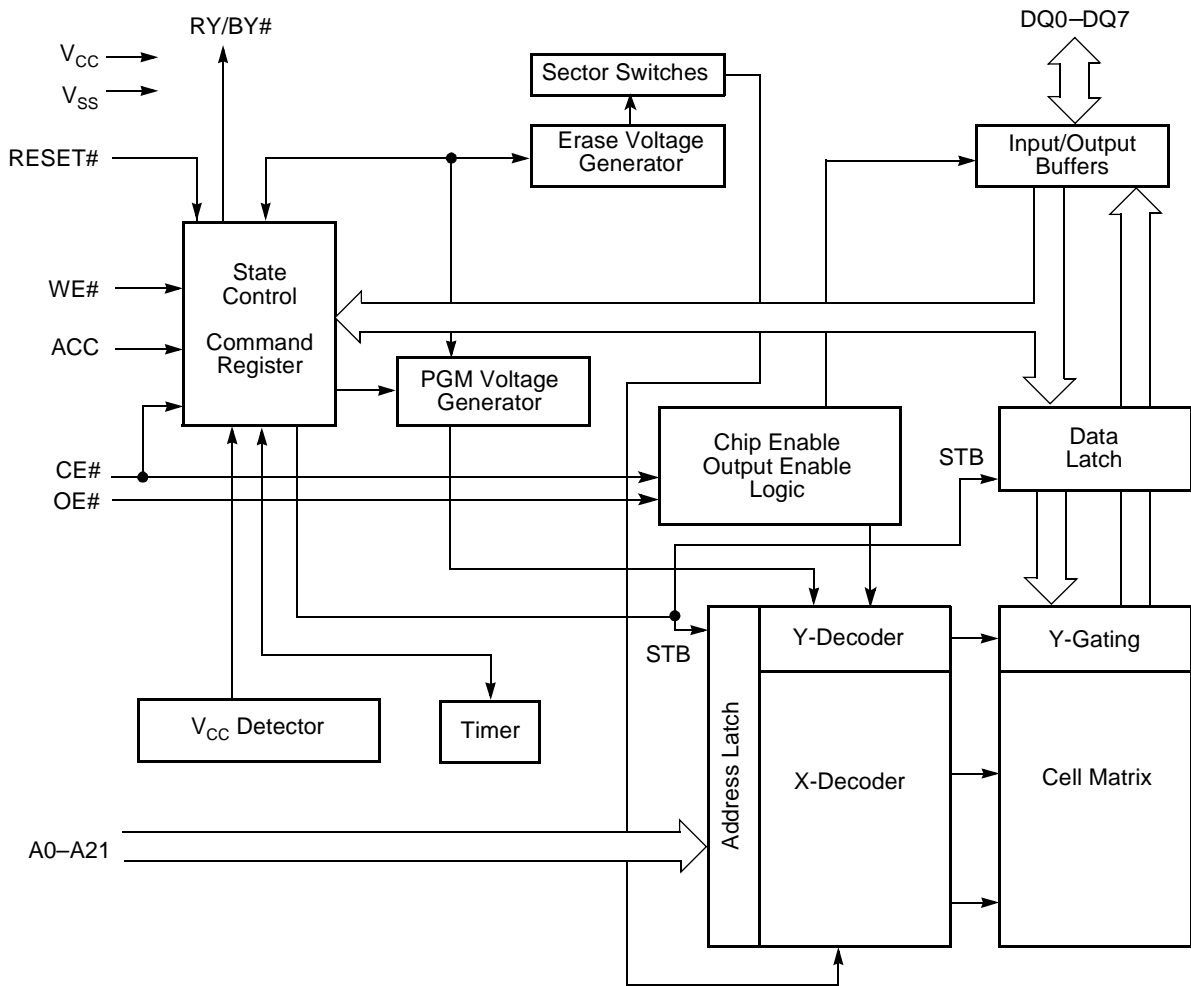 RY/BY#
DQ0–DQ7
VCC
VSS
Sector Switches
Erase Voltage
Generator
Input/Output
Buffers
RESET#
State
Control
Command
Register
WE#
ACC
PGM Voltage
Generator
Chip Enable
Output Enable
Logic
Data
Latch
STB
CE#
OE#
STB
Y-Decoder
Y-Gating
VCC Detector
Timer
Address Latch
X-Decoder
Cell Matrix
A0–A21